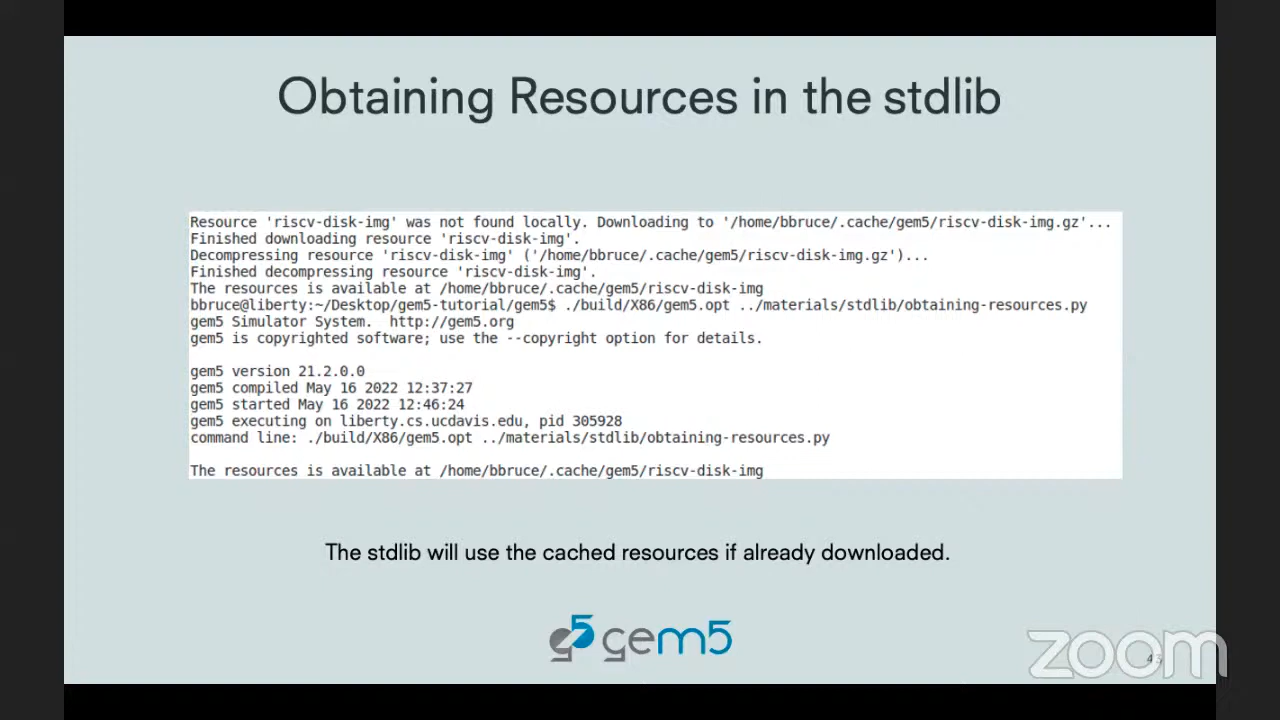 Obtaining Resources in the stdlib
Resource 'riscv-disk-img' was not found locally. Downloading to '/home/bbruce/.cache/gem5/riscv-disk-img.gz'...
Finished downloading resource 'riscv-disk-img'.
Decompressing resource 'riscv-disk-img' ('/home/bbruce/.cache/gem5/riscv-disk-img.gz')...
Finished decompressing resource 'riscv-disk-img'.
The resources is available at /home/bbruce/.cache/gem5/riscv-disk-img
bbruce@liberty:~/Desktop/gem5-tutorial/gem5$ ./build/X86/gem5.opt ../materials/stdlib/obtaining-resources.py
gem5 Simulator System.  http://gem5.org
gem5 is copyrighted software; use the --copyright option for details.
gem5 version 21.2.0.0
gem5 compiled May 16 2022 12:37:27
gem5 started May 16 2022 12:46:24
gem5 executing on liberty.cs.ucdavis.edu, pid 305928
command line: ./build/X86/gem5.opt ../materials/stdlib/obtaining-resources.py
The resources is available at /home/bbruce/.cache/gem5/riscv-disk-img
The stdlib will use the cached resources if already downloaded.
g5 gem5
zoom